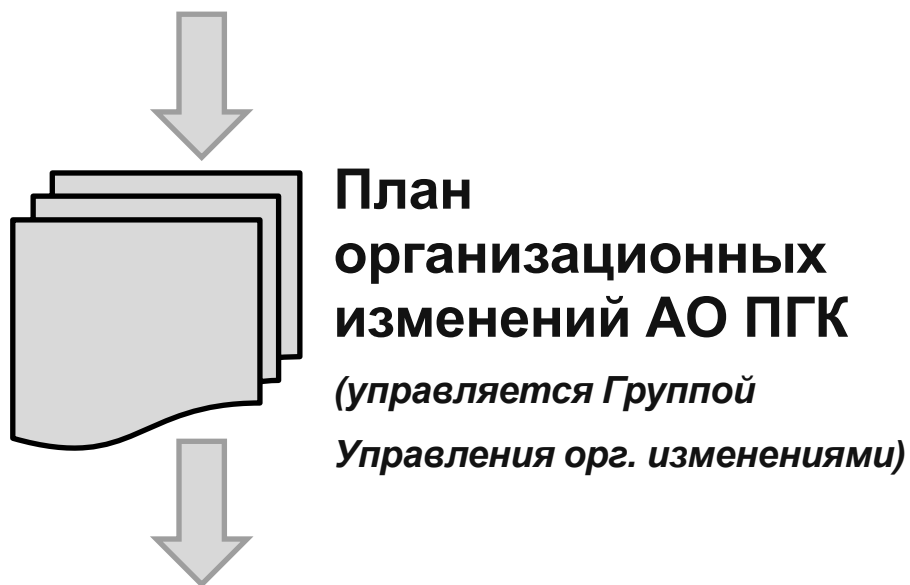 План
организационных
изменений АО ПГК
(управляется Группой
Управления орг. изменениями)